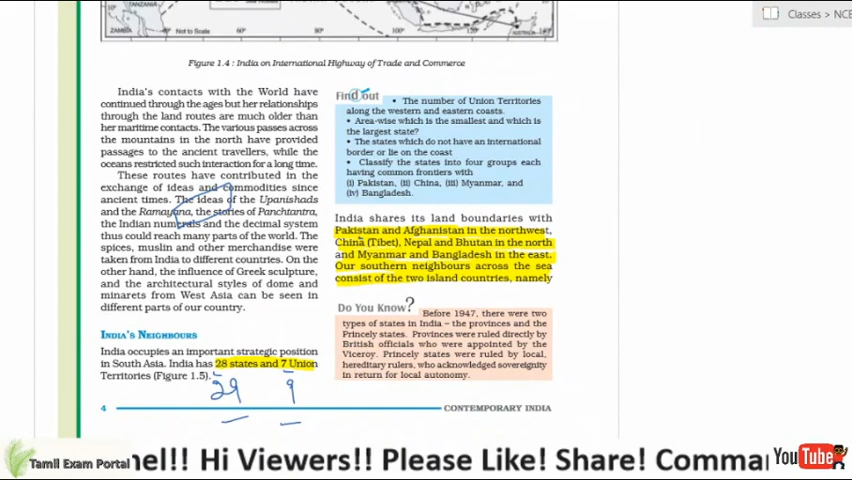 Classes > NCE
10°
TANZANIA
ZAMBIA
Not to Scale
60°
80°
100°
120°
140°
AUSTRALIA
Figure 1.4 : India on International Highway of Trade and Commerce
India's contacts with the World have
continued through the ages but her relationships
through the land routes are much older than
her maritime contacts. The various passes across
the mountains in the north have provided
passages to the ancient travellers, while the
oceans restricted such interaction for a long time.
These routes have contributed in the
exchange of ideas and commodities since
ancient times. The ideas of the Upanishads
and the Ramayana, the stories of Panchtantra,
the Indian numerals and the decimal system
thus could reach many parts of the world. The
spices, muslin and other merchandise were
taken from India to different countries. On the
other hand, the influence of Greek sculpture,
and the architectural styles of dome and
minarets from West Asia can be seen in
different parts of our country.
INDIA'S NEIGHBOURS
India occupies an important strategic position
in South Asia. India has 28 states and 7 Union
Territories (Figure 1.5).
29 9
Find out
• The number of Union Territories
along the western and eastern coasts.
• Area-wise which is the smallest and which is
the largest state?
• The states which do not have an international
border or lie on the coast
• Classify the states into four groups each
having common frontiers with
(i) Pakistan, (ii) China, (iii) Myanmar, and
(iv) Bangladesh.
India shares its land boundaries with
Pakistan and Afghanistan in the northwest,
China (Tibet), Nepal and Bhutan in the north
and Myanmar and Bangladesh in the east.
Our southern neighbours across the sea
consist of the two island countries, namely
Do You Know?
Before 1947, there were two
types of states in India – the provinces and the
Princely states. Provinces were ruled directly by
British officials who were appointed by the
Viceroy. Princely states were ruled by local,
hereditary rulers, who acknowledged sovereignty
in return for local autonomy.
4
CONTEMPORARY INDIA
Tamil Exam Portal
nel!! Hi Viewers!! Please Like! Share! Comma
YouTube